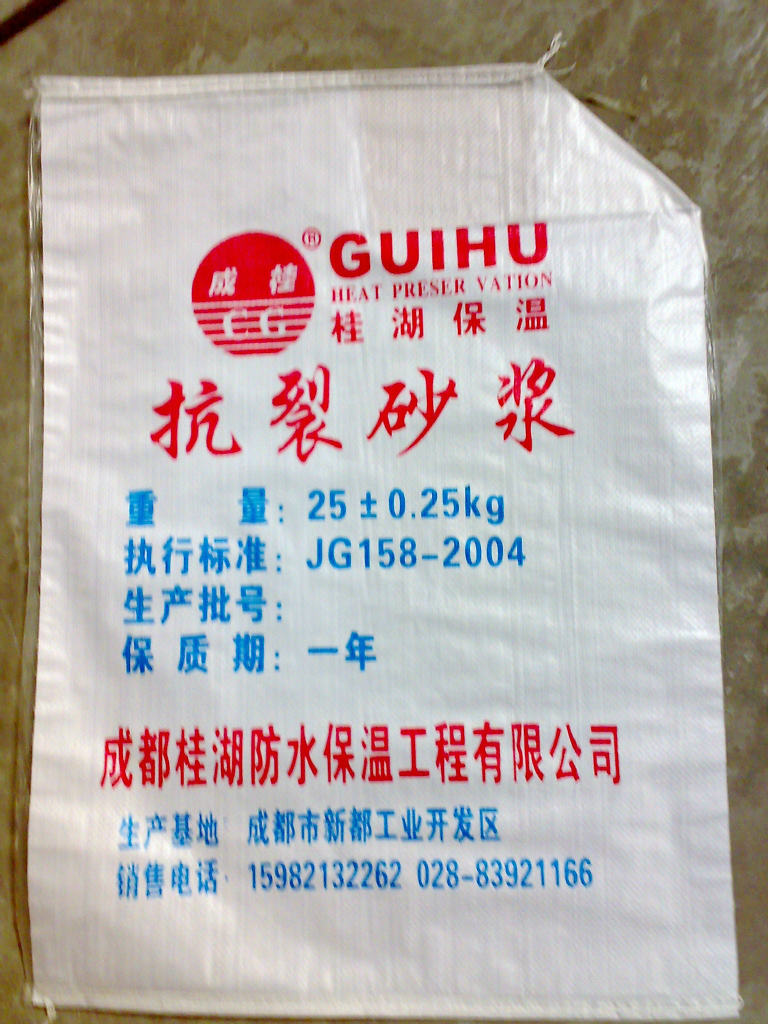 成桂
CG
®
GUIHU
HEAT PRESER VATION
桂湖保温
抗裂砂浆
重 量: 25±0.25kg
执行标准: JG158-2004
生产批号:
保质期: 一年
成都桂湖防水保温工程有限公司
生产基地: 成都市新都工业开发区
销售电话: 15982132262 028-83921166